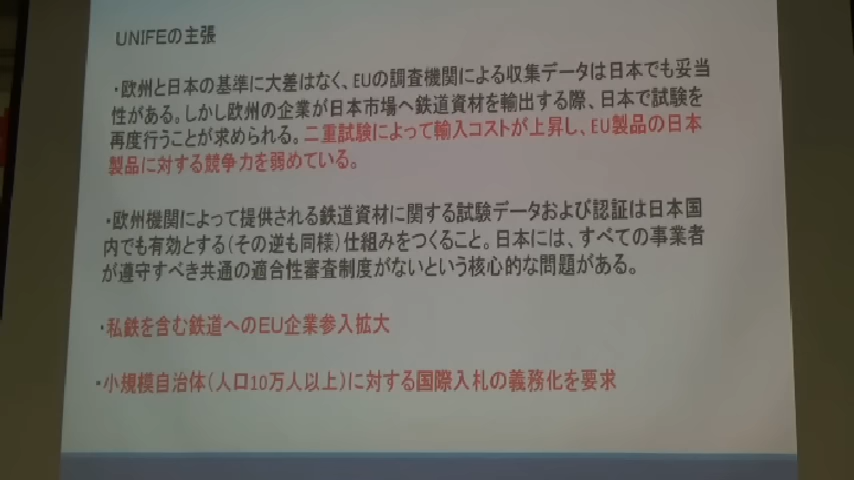 UNIFEの主張
・欧州と日本の基準に大差はなく、EUの調査機関による収集データは日本でも妥当
性がある。しかし欧州の企業が日本市場へ鉄道資材を輸出する際、日本で試験を
再度行うことが求められる。二重試験によって輸入コストが上昇し、EU製品の日本
製品に対する競争力を弱めている。
・欧州機関によって提供される鉄道資材に関する試験データおよび認証は日本国
内でも有効とする(その逆も同様)仕組みをつくること。日本には、すべての事業者
が遵守すべき共通の適合性審査制度がないという核心的な問題がある。
・私鉄を含む鉄道へのEU企業参入拡大
・小規模自治体(人口10万人以上)に対する国際入札の義務化を要求